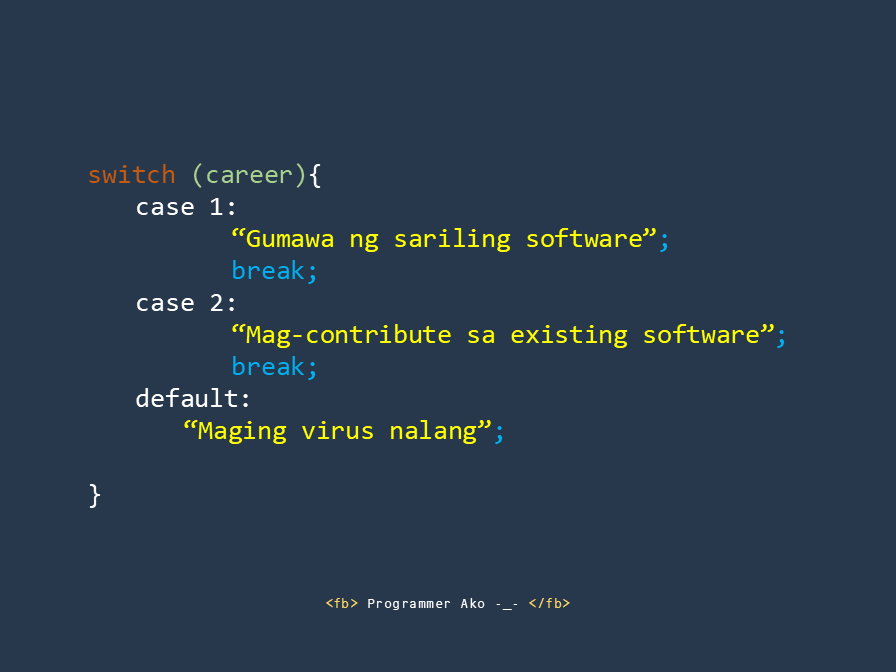 switch (career){
case 1:
“Gumawa ng sariling software”;
break;
case 2:
“Mag-contribute sa existing software”;
break;
default:
“Maging virus nalang”;
}
<fb> Programmer Ako -_- </fb>